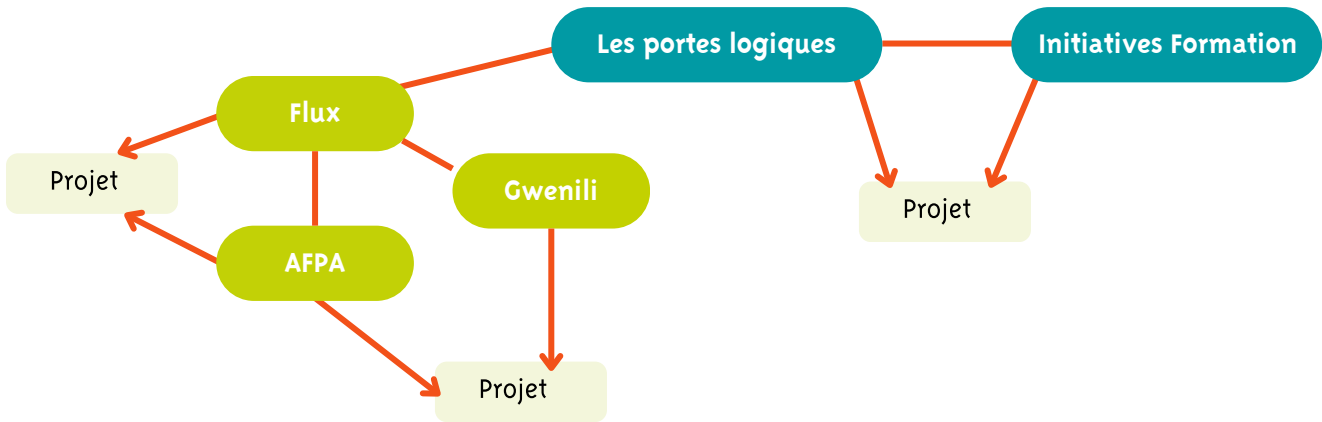 Les portes logiques
Initiatives Formation
Flux
Projet
Gwenili
Projet
AFPA
Projet